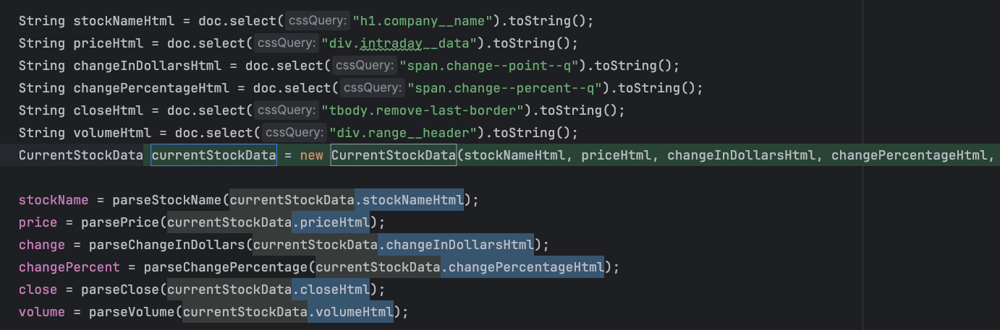 String stockNameHtml = doc.select( cssQuery: "h1.company__name").toString();
String priceHtml = doc.select( cssQuery: "div.intraday__data").toString();
String changeInDollarsHtml = doc.select( cssQuery: "span.change--point--q").toString();
String changePercentageHtml = doc.select( cssQuery: "span.change--percent--q").toString();
String closeHtml = doc.select( cssQuery: "tbody.remove-last-border").toString();
String volumeHtml = doc.select( cssQuery: "div.range__header").toString();
CurrentStockData currentStockData = new CurrentStockData(stockNameHtml, priceHtml, changeInDollarsHtml, changePercentageHtml,
stockName = parseStockName(currentStockData.stockNameHtml);
price = parsePrice(currentStockData.priceHtml);
change = parseChangeInDollars(currentStockData.changeInDollarsHtml);
changePercent = parseChangePercentage(currentStockData.changePercentageHtml);
close = parseClose(currentStockData.closeHtml);
volume = parseVolume(currentStockData.volumeHtml);